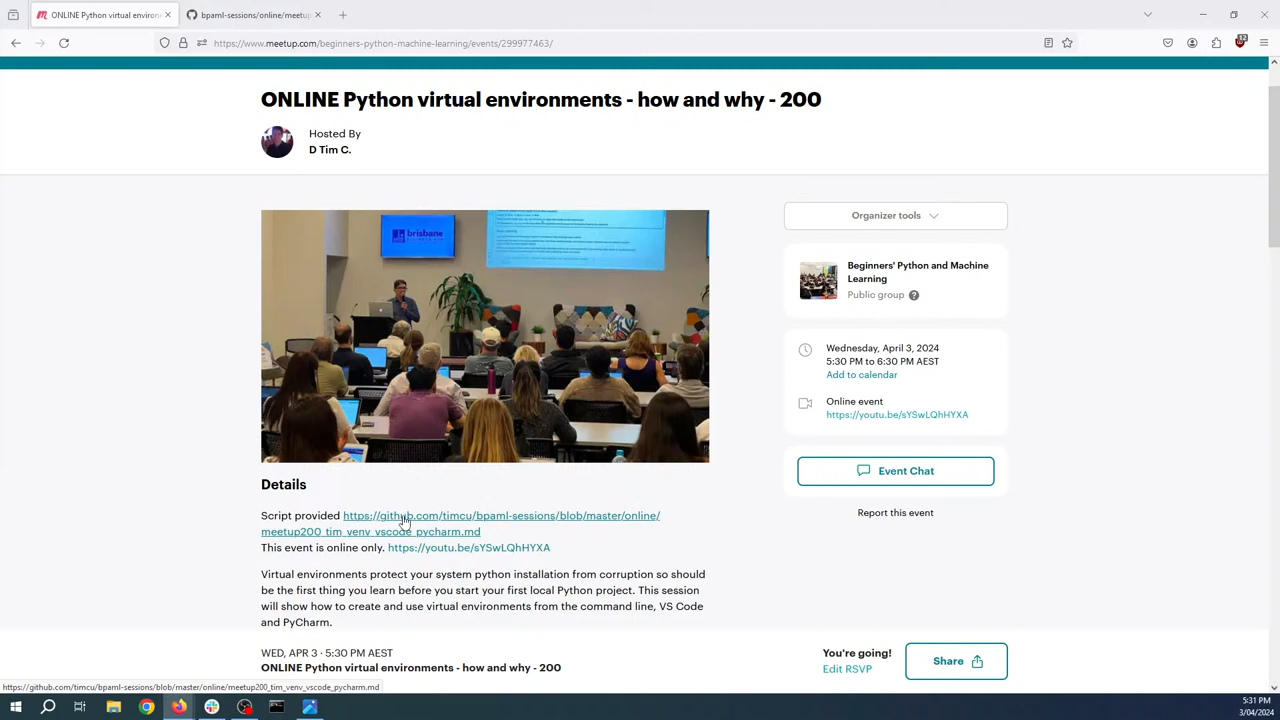 ONLINE Python virtual environ
bpaml-sessions/online/meetup
https://www.meetup.com/beginners-python-machine-learning/events/299977463/
12
ONLINE Python virtual environments - how and why - 200
Hosted By
D Tim C.
brisbane
Organizer tools
Beginners' Python and Machine
Learning
Public group
Wednesday, April 3, 2024
5:30 PM to 6:30 PM AEST
Add to calendar
Online event
https://youtu.be/sYSwLQhHYXA
Event Chat
Report this event
Details
Script provided https://github.com/timcu/bpaml-sessions/blob/master/online/
meetup200_tim_venv_vscode_pycharm.md
This event is online only. https://youtu.be/sYSwLQhHYXA
Virtual environments protect your system python installation from corruption so should
be the first thing you learn before you start your first local Python project. This session
will show how to create and use virtual environments from the command line, VS Code
and PyCharm.
WED, APR 3 · 5:30 PM AEST
ONLINE Python virtual environments - how and why - 200
You're going!
Edit RSVP
Share
https://github.com/timcu/bpaml-sessions/blob/master/online/meetup200_tim_venv_vscode_pycharm.md
5:31 PM
3/04/2024